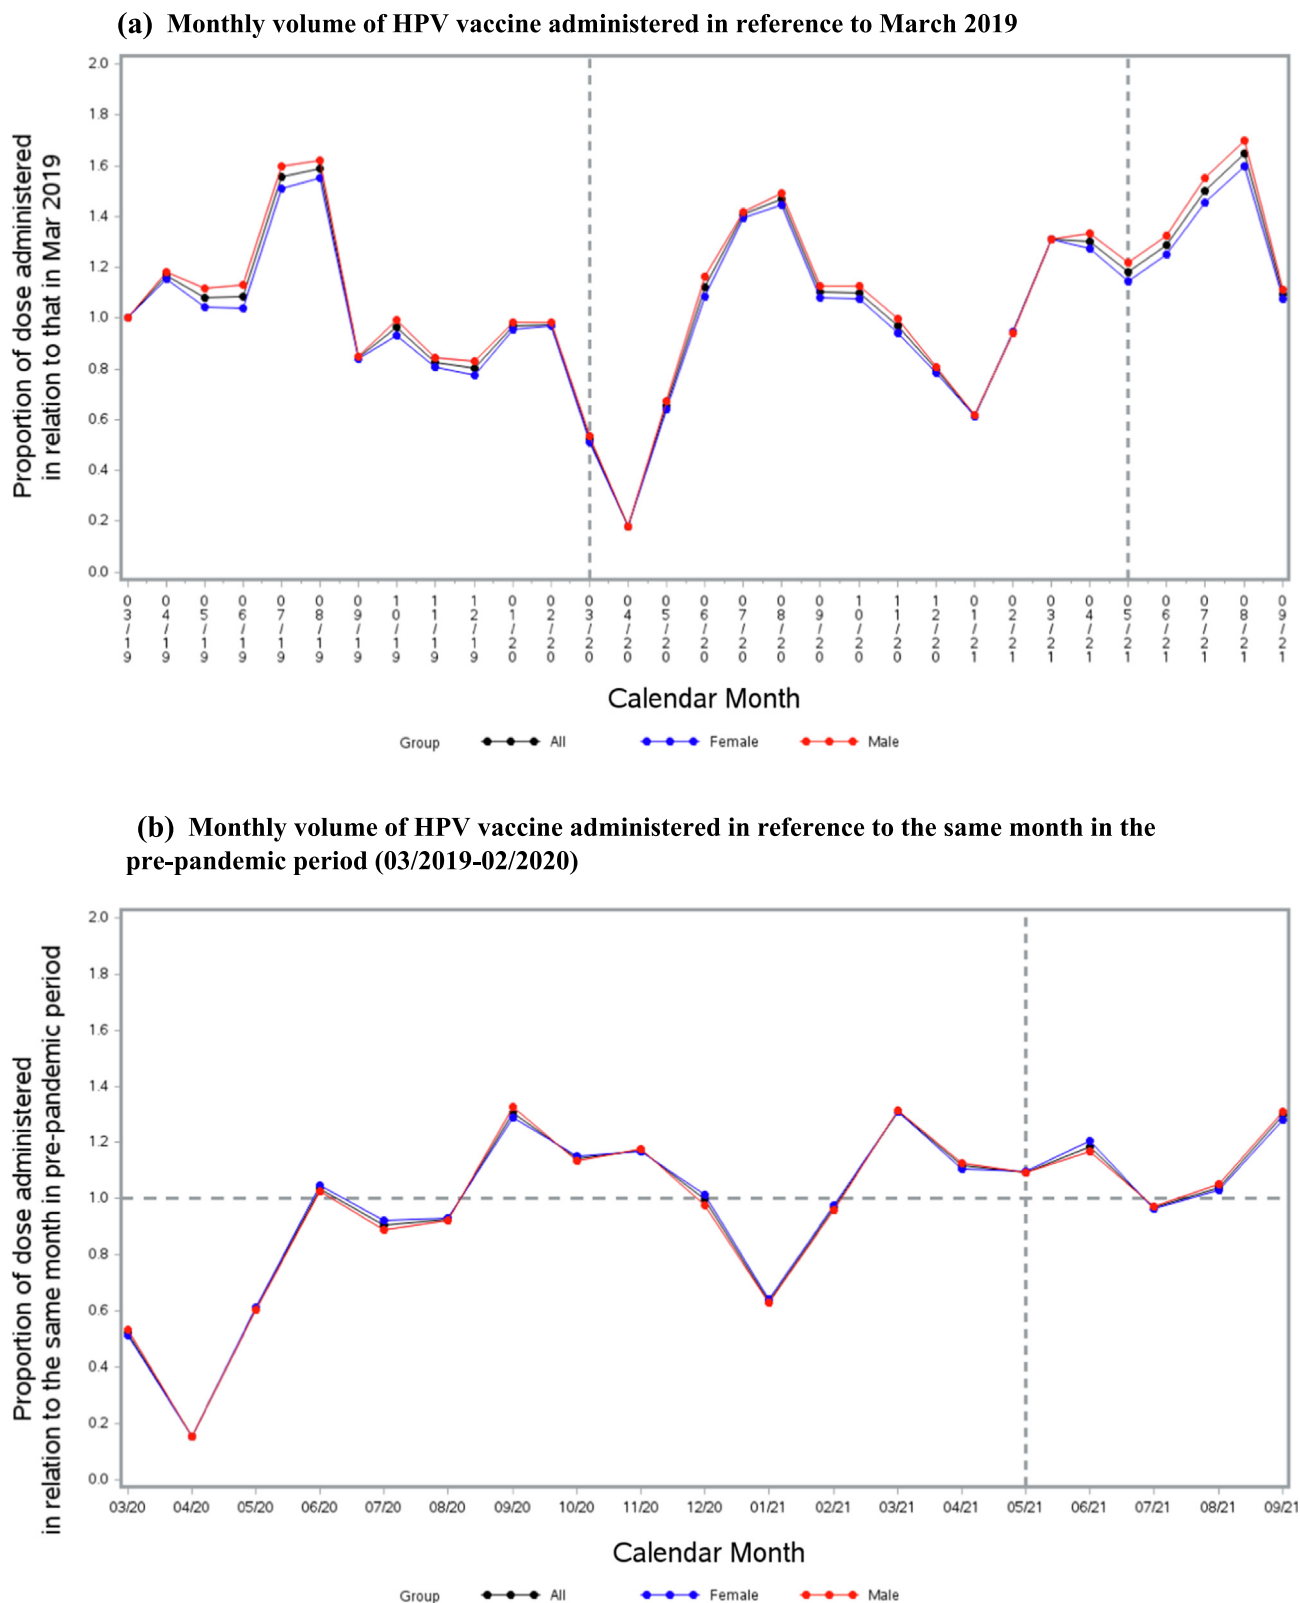 (a) Monthly volume of HPV vaccine administered in reference to March 2019
Proportion of dose administered
in relation to that in Mar 2019
2.0
1.8
1.6
1.4
1.2
1.0
0.8
0.6
0.4
0.2
0.0
03/19 04/19 05/19 06/19 07/19 08/19 09/19 10/19 11/19 12/19 01/20 02/20 03/20 04/20 05/20 06/20 07/20 08/20 09/20 10/20 11/20 12/20 01/21 02/21 03/21 04/21 05/21 06/21 07/21 08/21 09/21
Calendar Month
Group All Female Male
(b) Monthly volume of HPV vaccine administered in reference to the same month in the
pre-pandemic period (03/2019-02/2020)
Proportion of dose administered
in relation to the same month in pre-pandemic period
2.0
1.8
1.6
1.4
1.2
1.0
0.8
0.6
0.4
0.2
0.0
03/20 04/20 05/20 06/20 07/20 08/20 09/20 10/20 11/20 12/20 01/21 02/21 03/21 04/21 05/21 06/21 07/21 08/21 09/21
Calendar Month
Group All Female Male